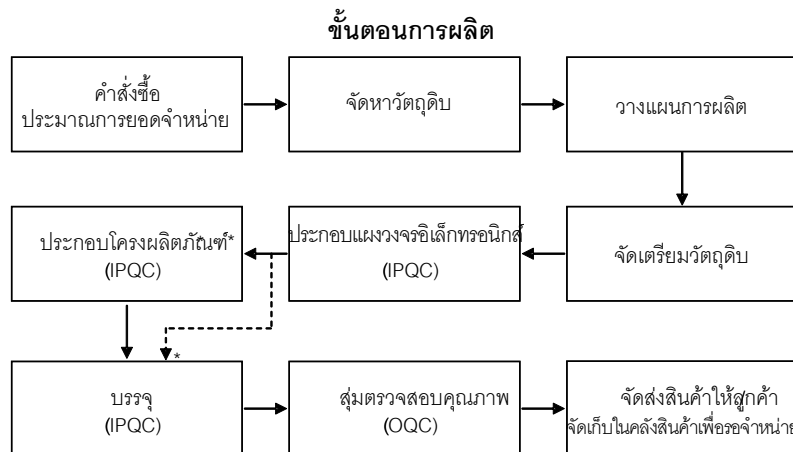 ขั้นตอนการผลิต
คำสั่งซื้อ
ประมาณการยอดจำหน่าย
จัดหาวัตถุดิบ
วางแผนการผลิต
ประกอบโครงผลิตภัณฑ์*
(IPQC)
ประกอบแผงวงจรอิเล็กทรอนิกส์
(IPQC)
จัดเตรียมวัตถุดิบ
*
บรรจุ
(IPQC)
สุ่มตรวจสอบคุณภาพ
(OQC)
จัดส่งสินค้าให้ลูกค้า
จัดเก็บในคลังสินค้าเพื่อรอจำหน่าย